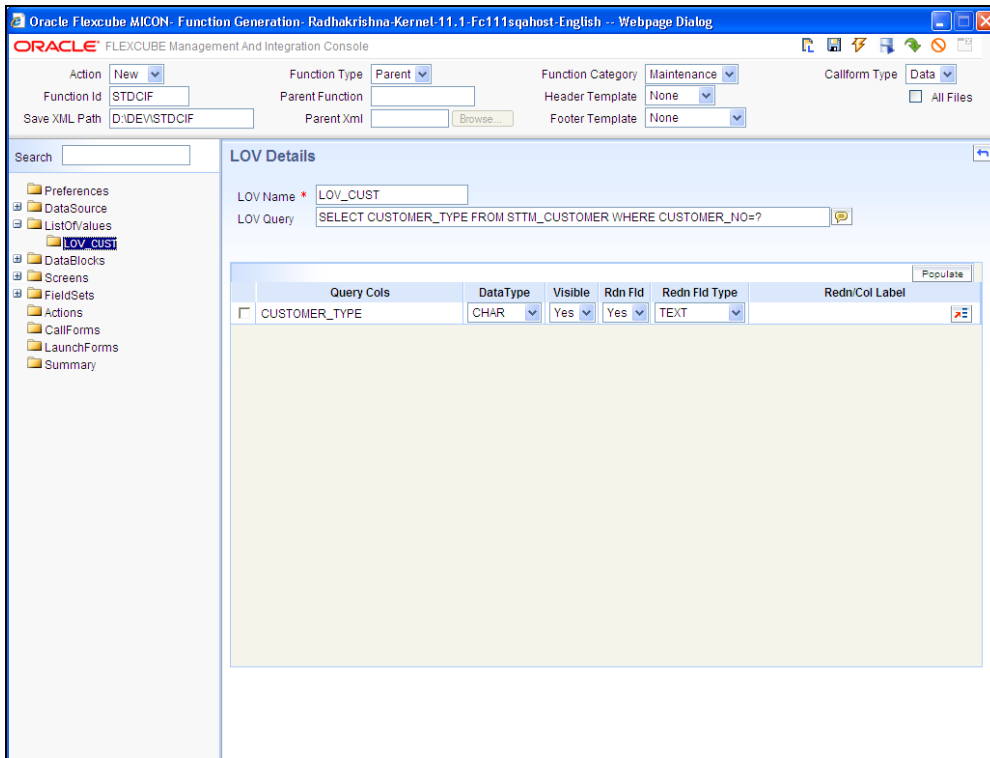 Oracle Flexcube MICON- Function Generation- Radhakrishna-Kernel-11.1-Fc111sqahost-English -- Webpage Dialog
ORACLE FLEXCUBE Management And Integration Console
Action New Function Type Parent Function Category Maintenance Callform Type Data
Function Id STDCIF Parent Function Header Template None All Files
Save XML Path D:\DEV\STDCIF Parent Xml Browse... Footer Template None
Search
Preferences
DataSource
ListOfValues
LOV_CUST
DataBlocks
Screens
FieldSets
Actions
CallForms
LaunchForms
Summary
LOV Details
LOV Name * LOV_CUST
LOV Query SELECT CUSTOMER_TYPE FROM STTM_CUSTOMER WHERE CUSTOMER_NO=?
Populate
Query Cols DataType Visible Rdn Fld Redn Fld Type Redn/Col Label
CUSTOMER_TYPE CHAR Yes Yes TEXT